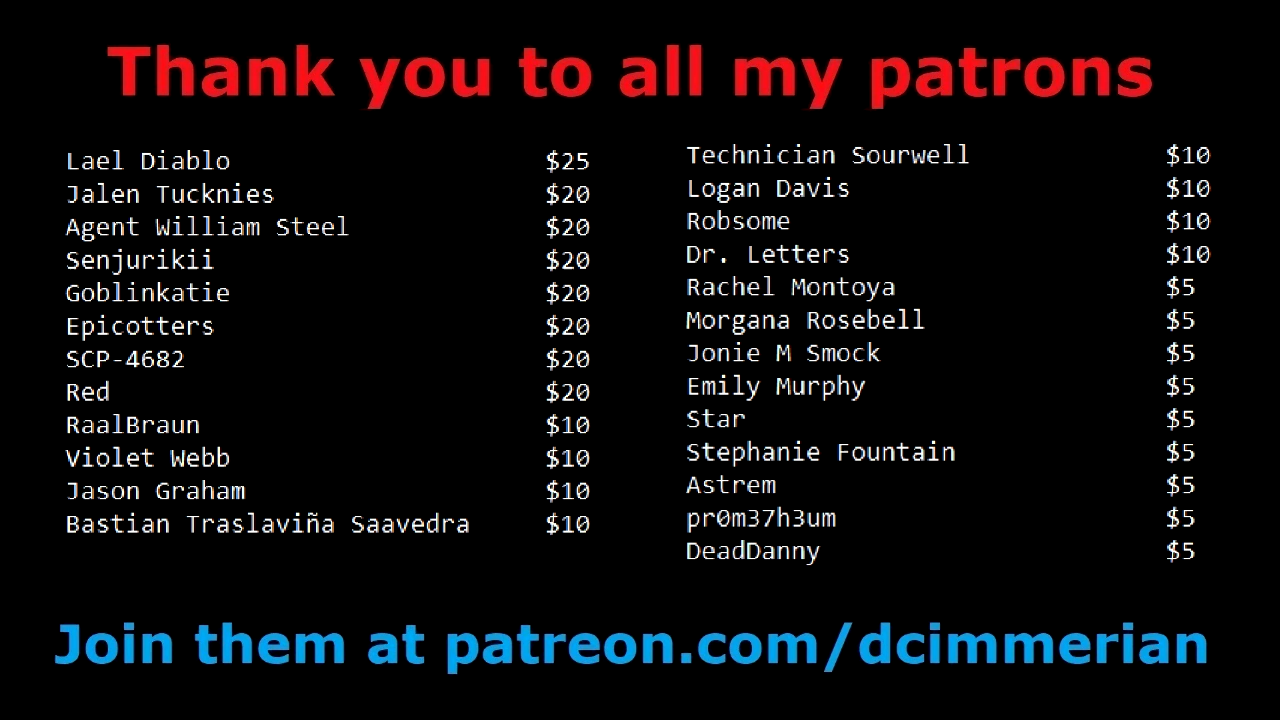 Thank you to all my patrons
Lael Diablo $25
Jalen Tucknies $20
Agent William Steel $20
Senjurikii $20
Goblinkatie $20
Epicotters $20
SCP-4682 $20
Red $20
RaalBraun $10
Violet Webb $10
Jason Graham $10
Bastian Traslaviña Saavedra $10
Technician Sourwell $10
Logan Davis $10
Robsome $10
Dr. Letters $10
Rachel Montoya $5
Morgana Rosebell $5
Jonie M Smock $5
Emily Murphy $5
Star $5
Stephanie Fountain $5
Astrem $5
pr0m37h3um $5
DeadDanny $5
Join them at patreon.com/dcimmerian